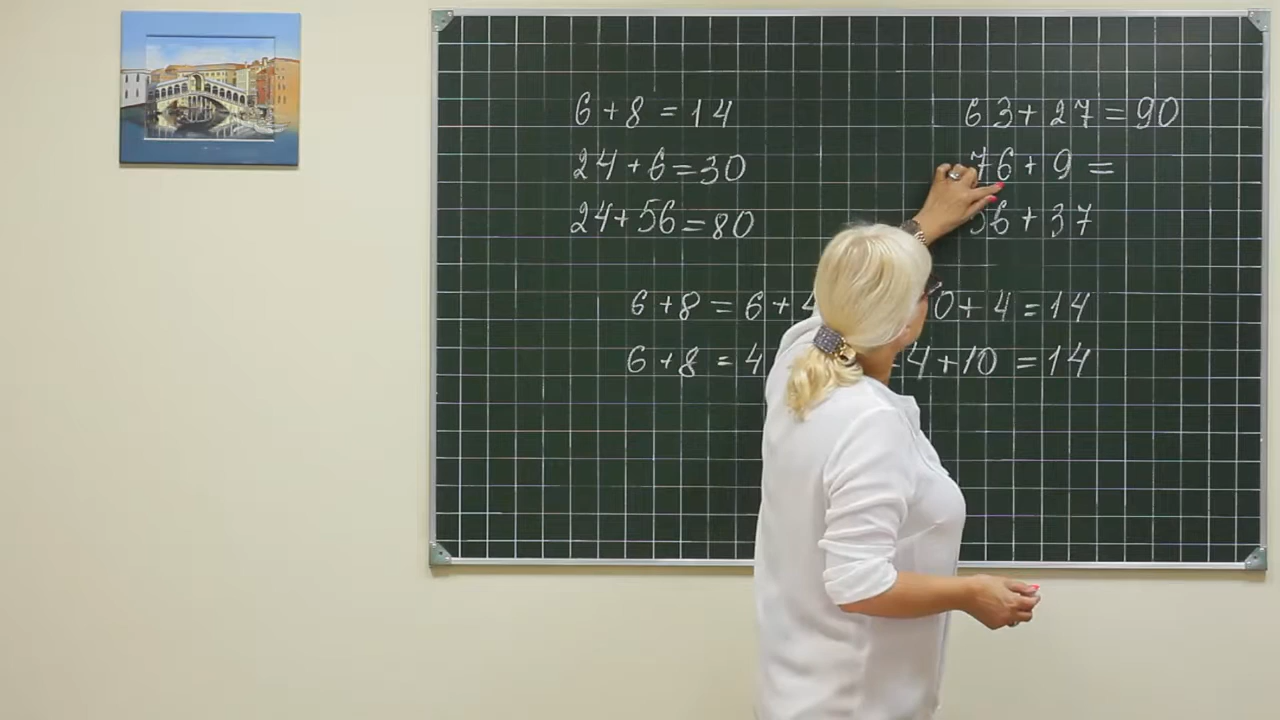 6 + 8 = 14
24 + 6 = 30
24 + 56 = 80
63 + 27 = 90
76 + 9 =
56 + 37
6 + 8 = 6 + 4 0 + 4 = 14
6 + 8 = 4 4 + 10 = 14